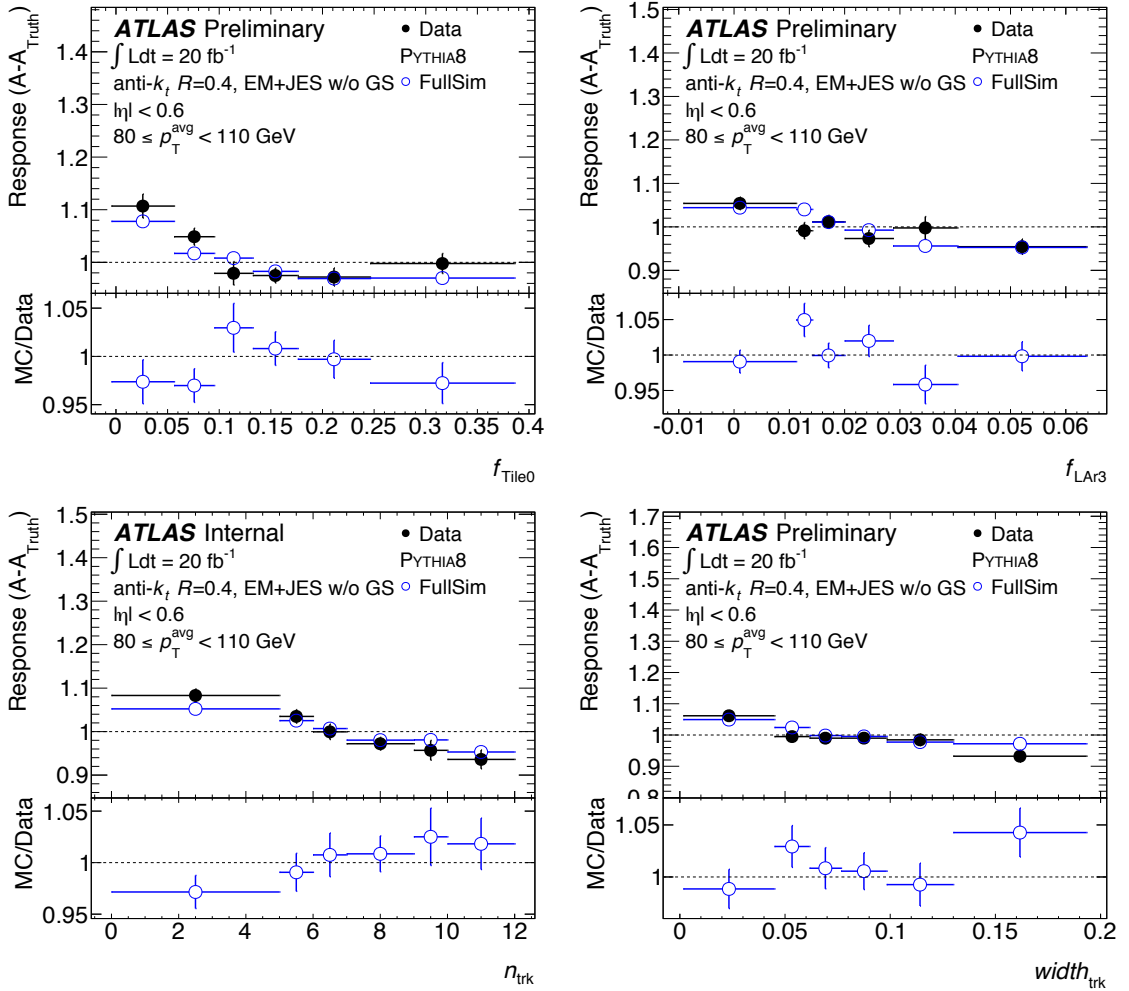 ATLAS Preliminary
● Data
∫ Ldt = 20 fb⁻¹
PYTHIA8
anti-kt R=0.4, EM+JES w/o GS
○ FullSim
|η| < 0.6
80 ≤ pTavg < 110 GeV
Response (A-ATruth)
1.4
1.3
1.2
1.1
1
MC/Data
1.05
1
0.95
0 0.05 0.1 0.15 0.2 0.25 0.3 0.35 0.4
fTile0
ATLAS Preliminary
● Data
∫ Ldt = 20 fb⁻¹
PYTHIA8
anti-kt R=0.4, EM+JES w/o GS
○ FullSim
|η| < 0.6
80 ≤ pTavg < 110 GeV
Response (A-ATruth)
1.5
1.4
1.3
1.2
1.1
1
0.9
MC/Data
1.05
1
0.95
-0.01 0 0.01 0.02 0.03 0.04 0.05 0.06
fLAr3
ATLAS Internal
● Data
∫ Ldt = 20 fb⁻¹
PYTHIA8
anti-kt R=0.4, EM+JES w/o GS
○ FullSim
|η| < 0.6
80 ≤ pTavg < 110 GeV
Response (A-ATruth)
1.5
1.4
1.3
1.2
1.1
1
0.9
MC/Data
1.05
1
0.95
0 2 4 6 8 10 12
ntrk
ATLAS Preliminary
● Data
∫ Ldt = 20 fb⁻¹
PYTHIA8
anti-kt R=0.4, EM+JES w/o GS
○ FullSim
|η| < 0.6
80 ≤ pTavg < 110 GeV
Response (A-ATruth)
1.7
1.6
1.5
1.4
1.3
1.2
1.1
1
0.9
0.8
MC/Data
1.05
1
0 0.05 0.1 0.15 0.2
widthtrk